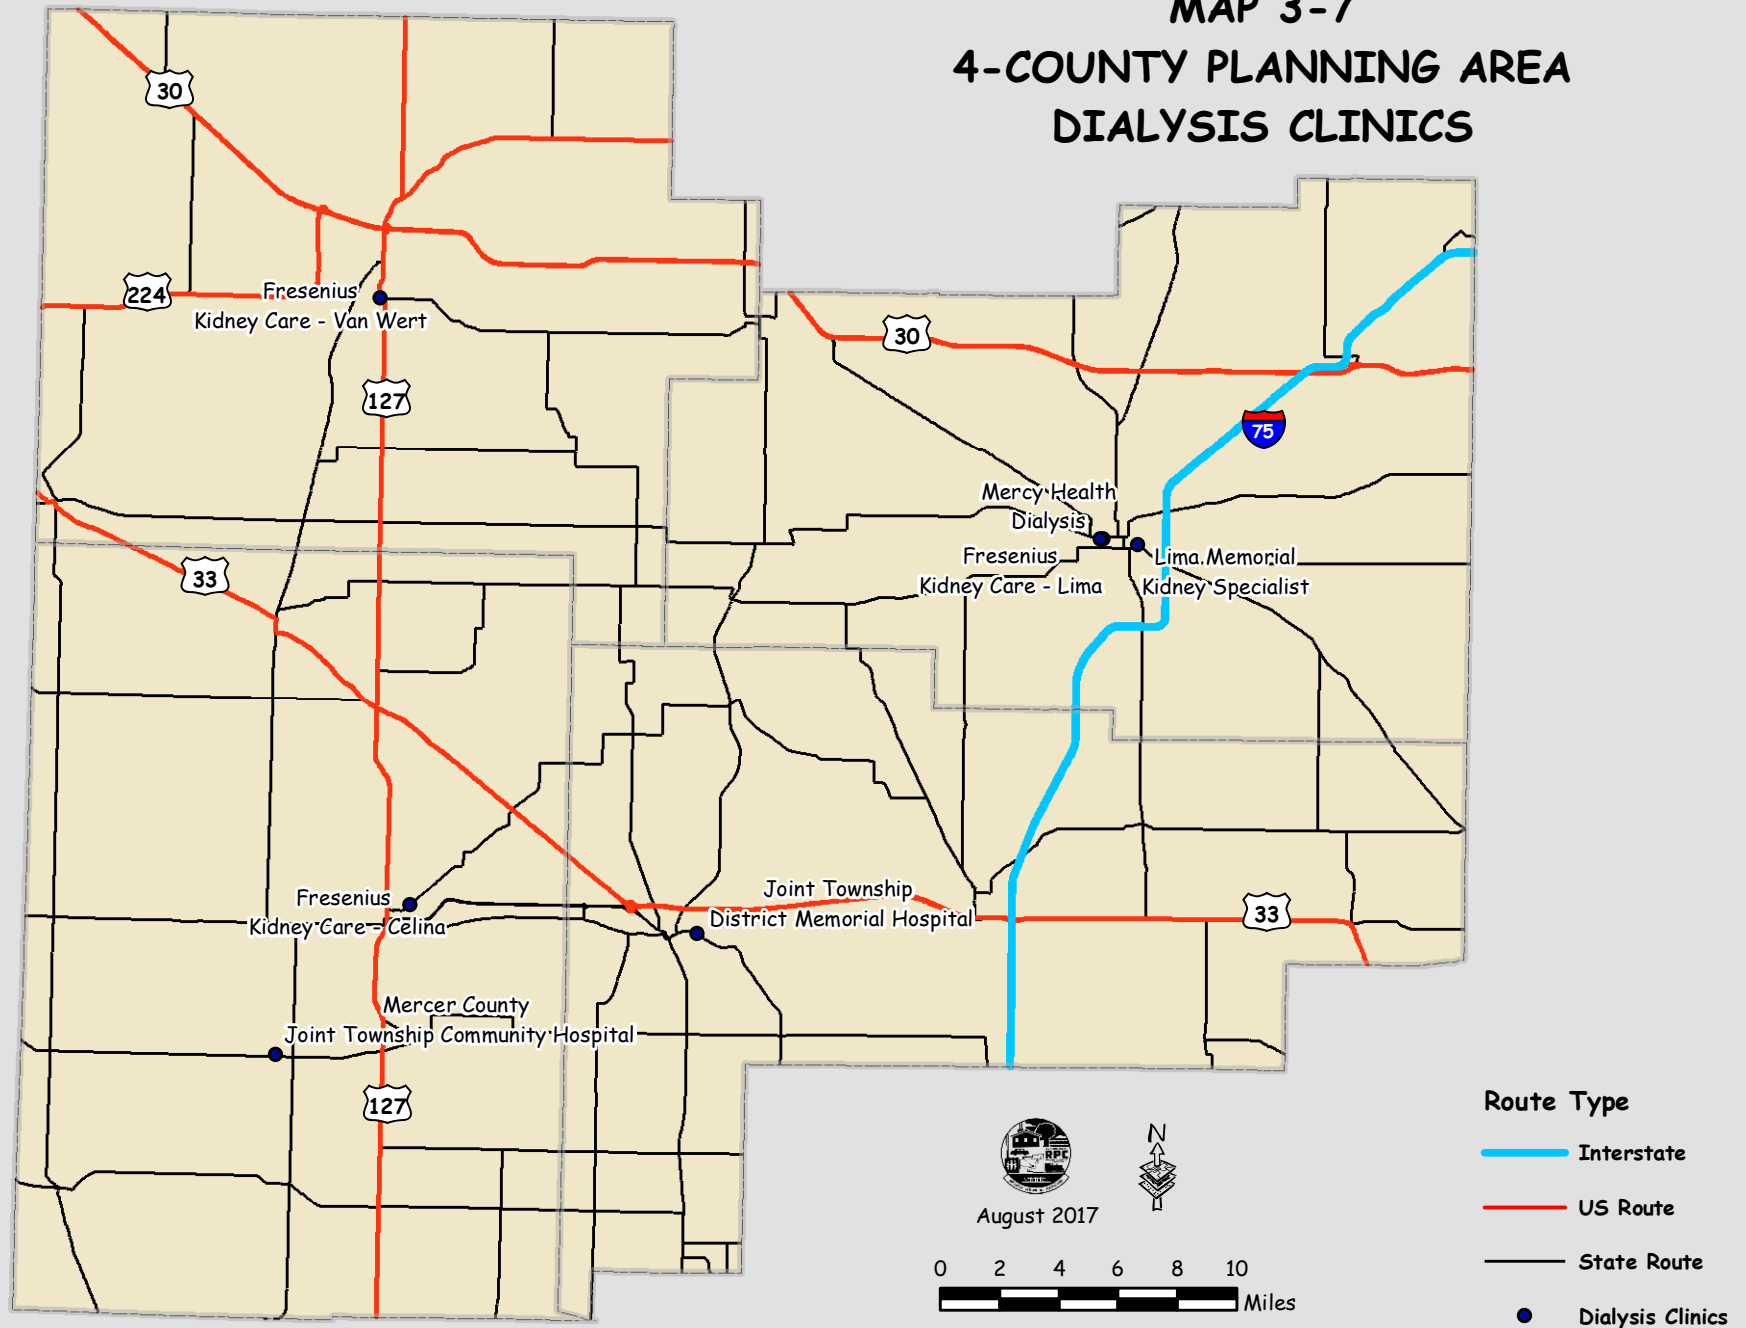 MAP 3-7
4-COUNTY PLANNING AREA
DIALYSIS CLINICS
30
224
Fresenius
Kidney Care - Van Wert
127
30
75
Mercy Health
Dialysis
Fresenius
Kidney Care - Lima
Lima Memorial
Kidney Specialist
33
Fresenius
Kidney Care - Celina
Joint Township
District Memorial Hospital
33
Mercer County
Joint Township Community Hospital
127
RPC
N
August 2017
0 2 4 6 8 10
Miles
Route Type
Interstate
US Route
State Route
Dialysis Clinics